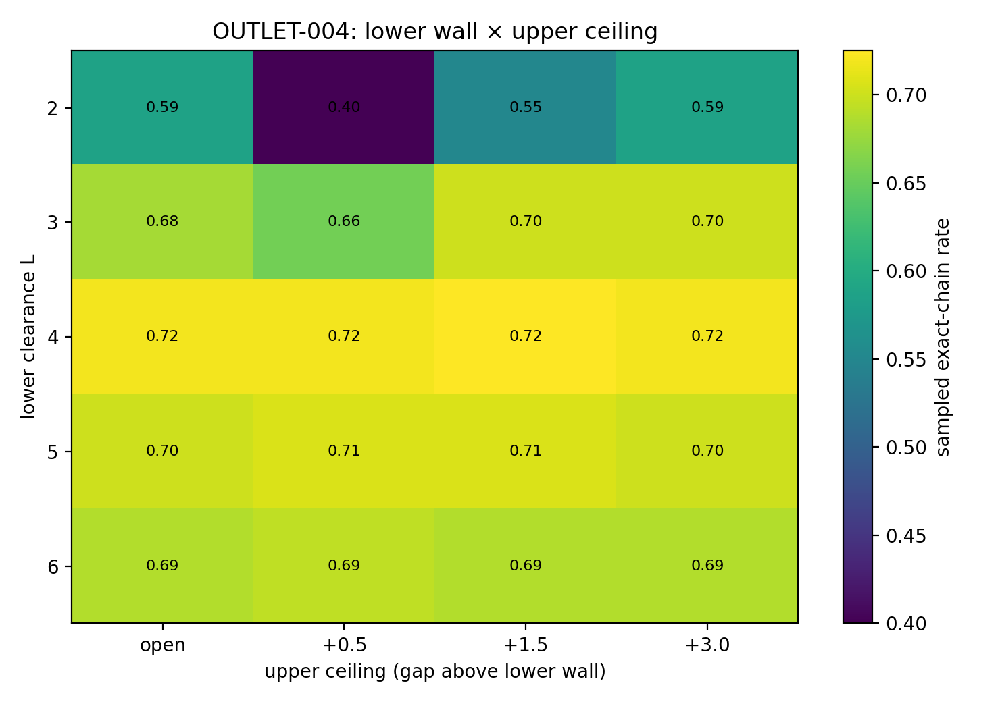 OUTLET-004: lower wall × upper ceiling
lower clearance L
2
0.59 0.40 0.55 0.59
3
0.68 0.66 0.70 0.70
4
0.72 0.72 0.72 0.72
5
0.70 0.71 0.71 0.70
6
0.69 0.69 0.69 0.69
open +0.5 +1.5 +3.0
upper ceiling (gap above lower wall)
0.70
0.65
0.60
0.55
0.50
0.45
0.40
sampled exact-chain rate